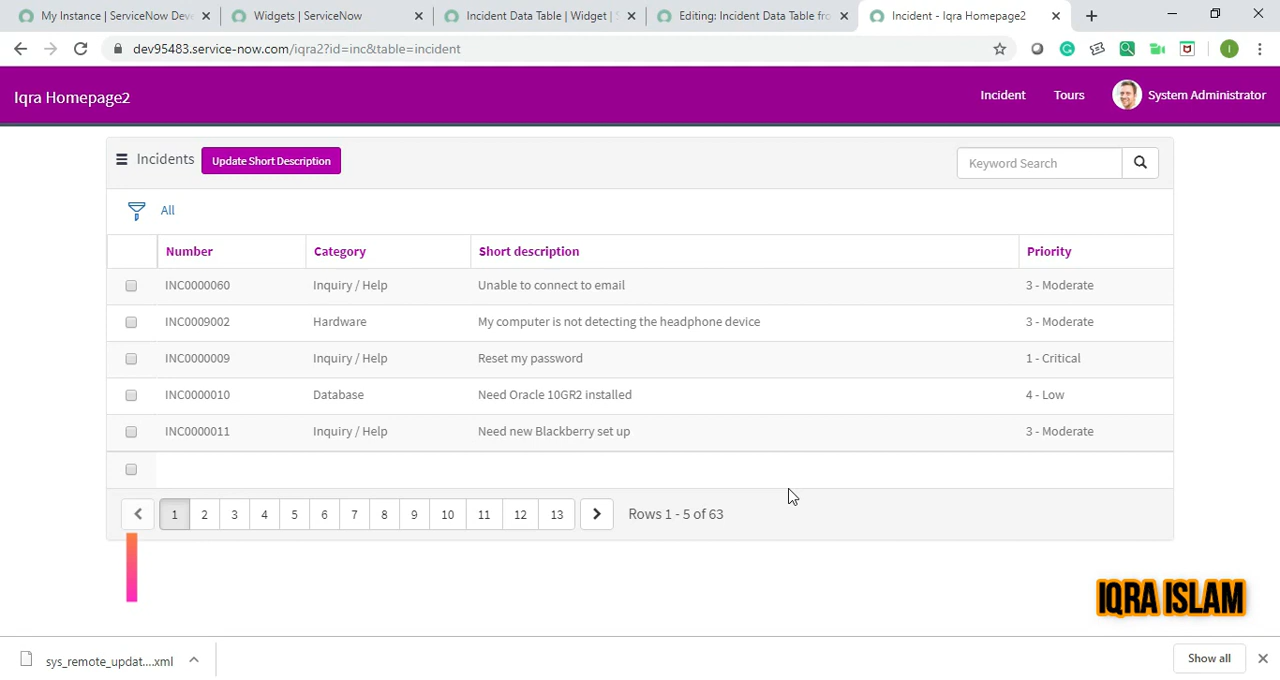 My Instance | ServiceNow Deve
Widgets | ServiceNow
Incident Data Table | Widget | S
Editing: Incident Data Table fro
Incident - Iqra Homepage2
dev95483.service-now.com/iqra2?id=inc&table=incident
Iqra Homepage2
Incident
Tours
System Administrator
Incidents
Update Short Description
Keyword Search
All
Number Category Short description Priority
INC0000060 Inquiry / Help Unable to connect to email 3 - Moderate
INC0009002 Hardware My computer is not detecting the headphone device 3 - Moderate
INC0000009 Inquiry / Help Reset my password 1 - Critical
INC0000010 Database Need Oracle 10GR2 installed 4 - Low
INC0000011 Inquiry / Help Need new Blackberry set up 3 - Moderate
1 2 3 4 5 6 7 8 9 10 11 12 13 Rows 1 - 5 of 63
IQRA ISLAM
sys_remote_updat....xml
Show all